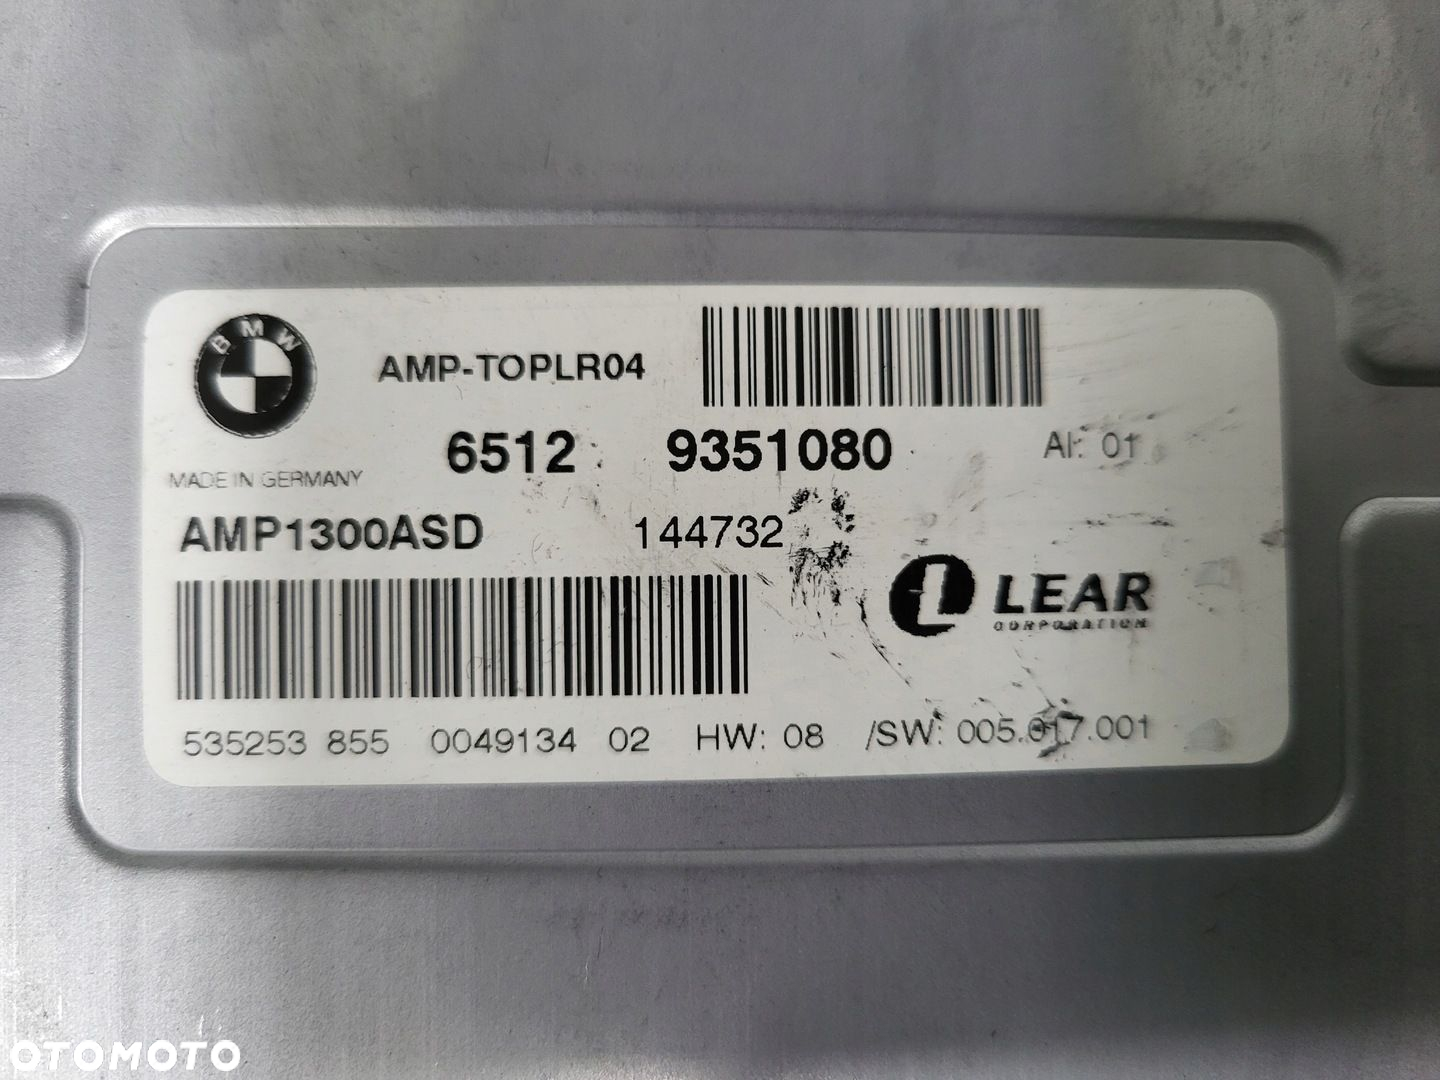 BMW
AMP-TOPLR04
6512 9351080 AI: 01
MADE IN GERMANY
AMP1300ASD 144732
LEAR
CORPORATION
535253 855 0049134 02 HW: 08 /SW: 005.017.001
OTOMOTO